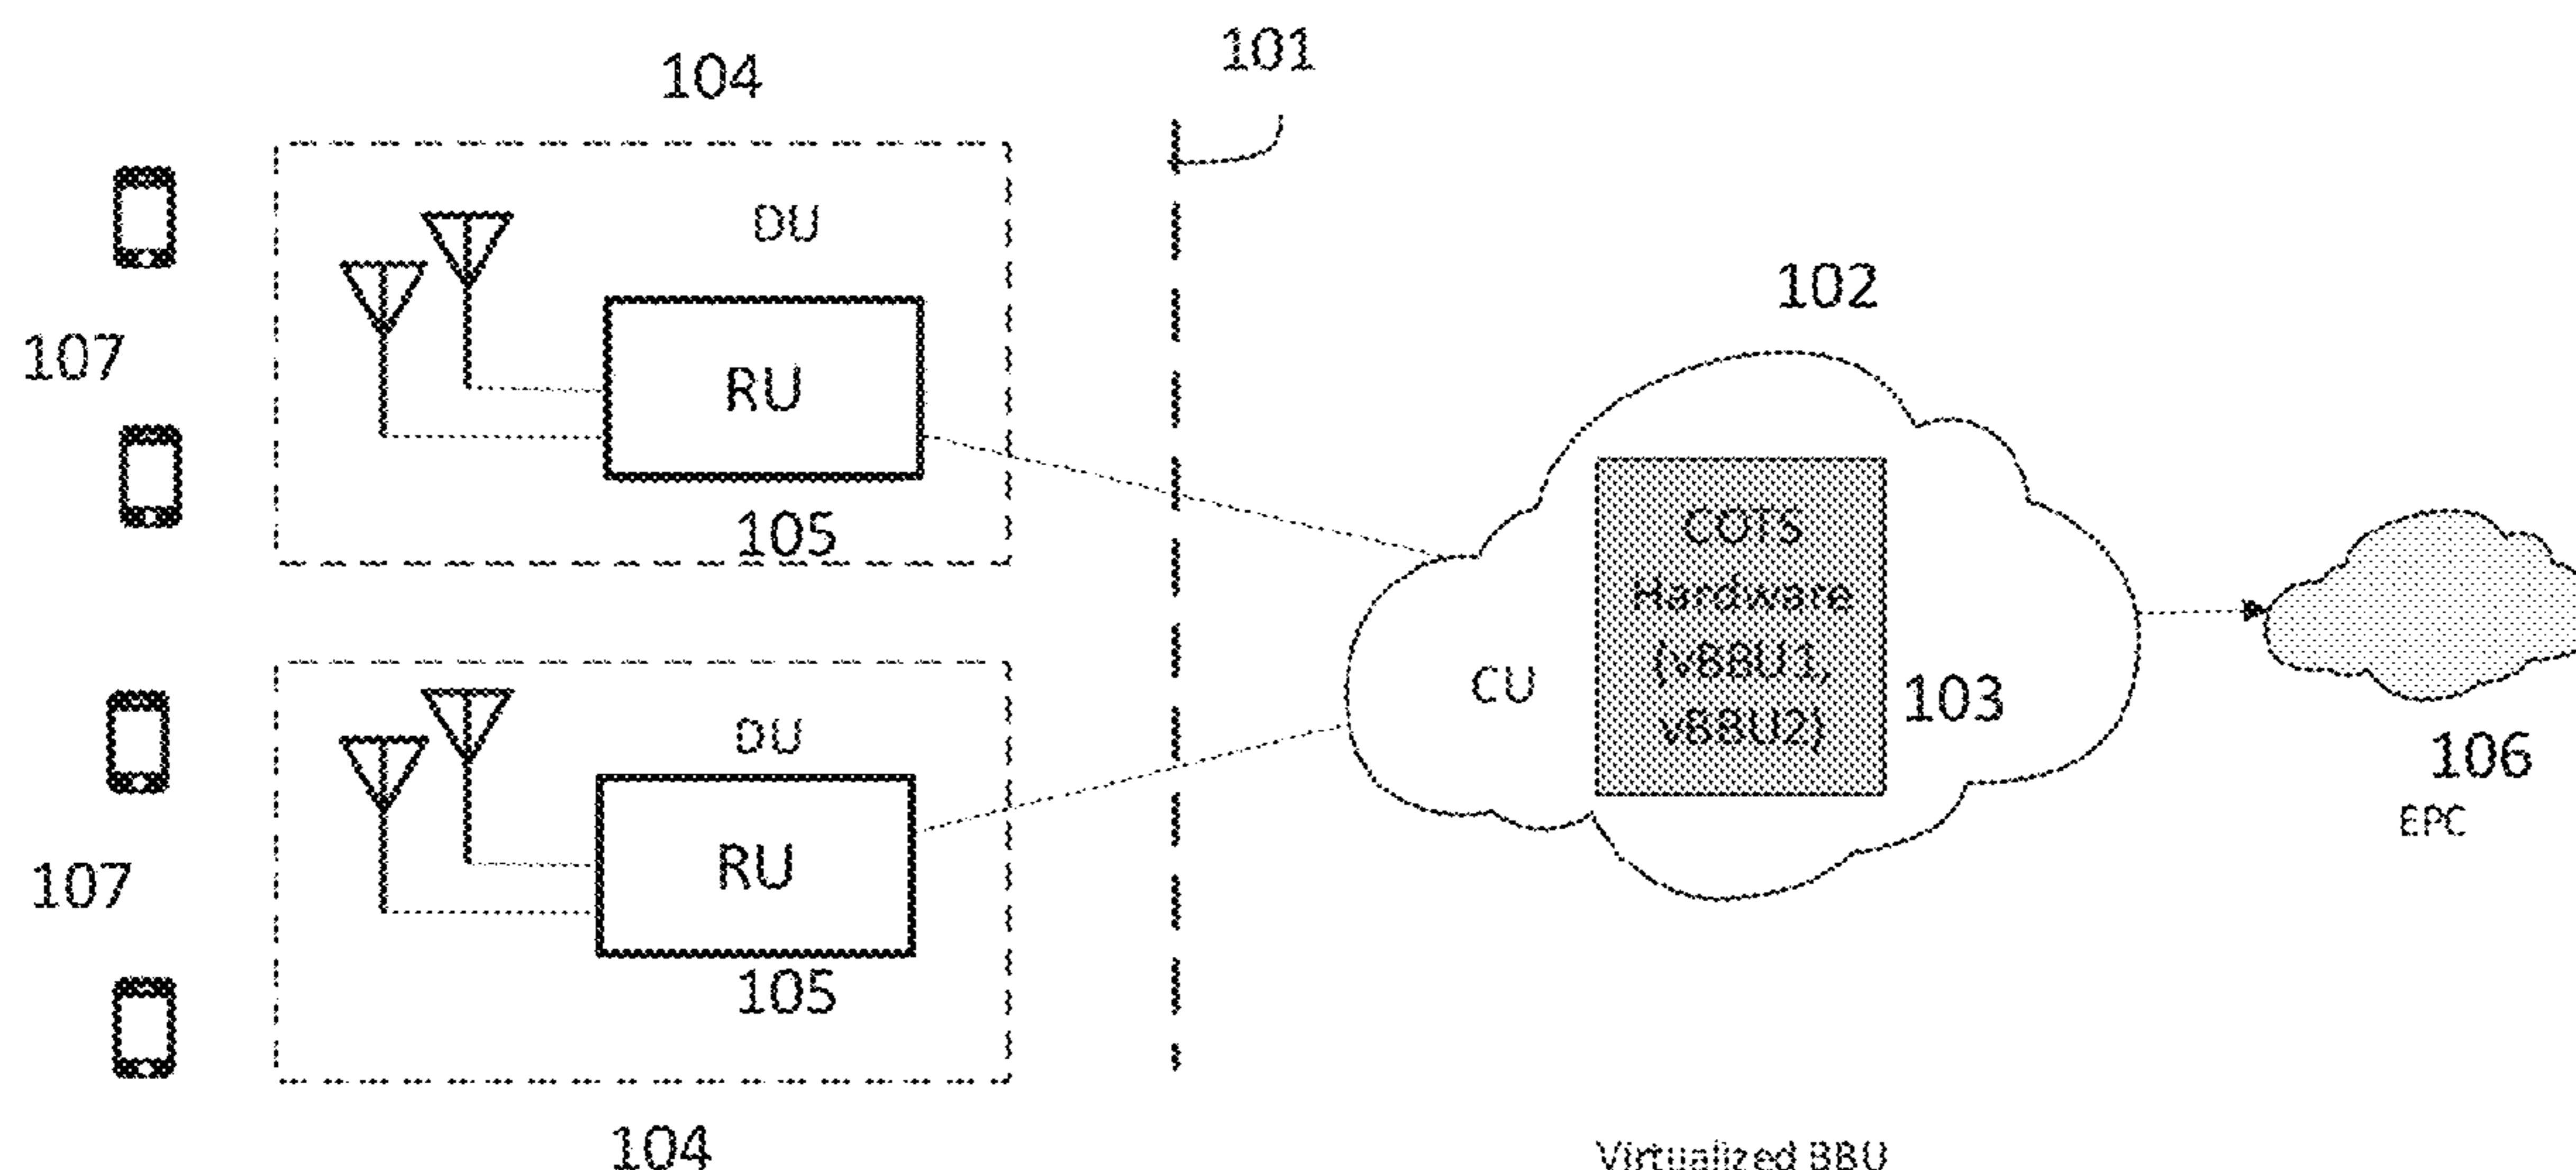 101
104
DU
102
107
RU
105
COTS
Hardware
(vBBU1,
vBBU2)
CU
103
DU
106
EPC
RU
107
105
104
Virtualized BBU